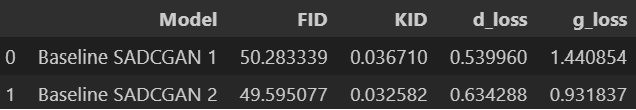 Model FID KID d_loss g_loss
0 Baseline SADCGAN 1 50.283339 0.036710 0.539960 1.440854
1 Baseline SADCGAN 2 49.595077 0.032582 0.634288 0.931837